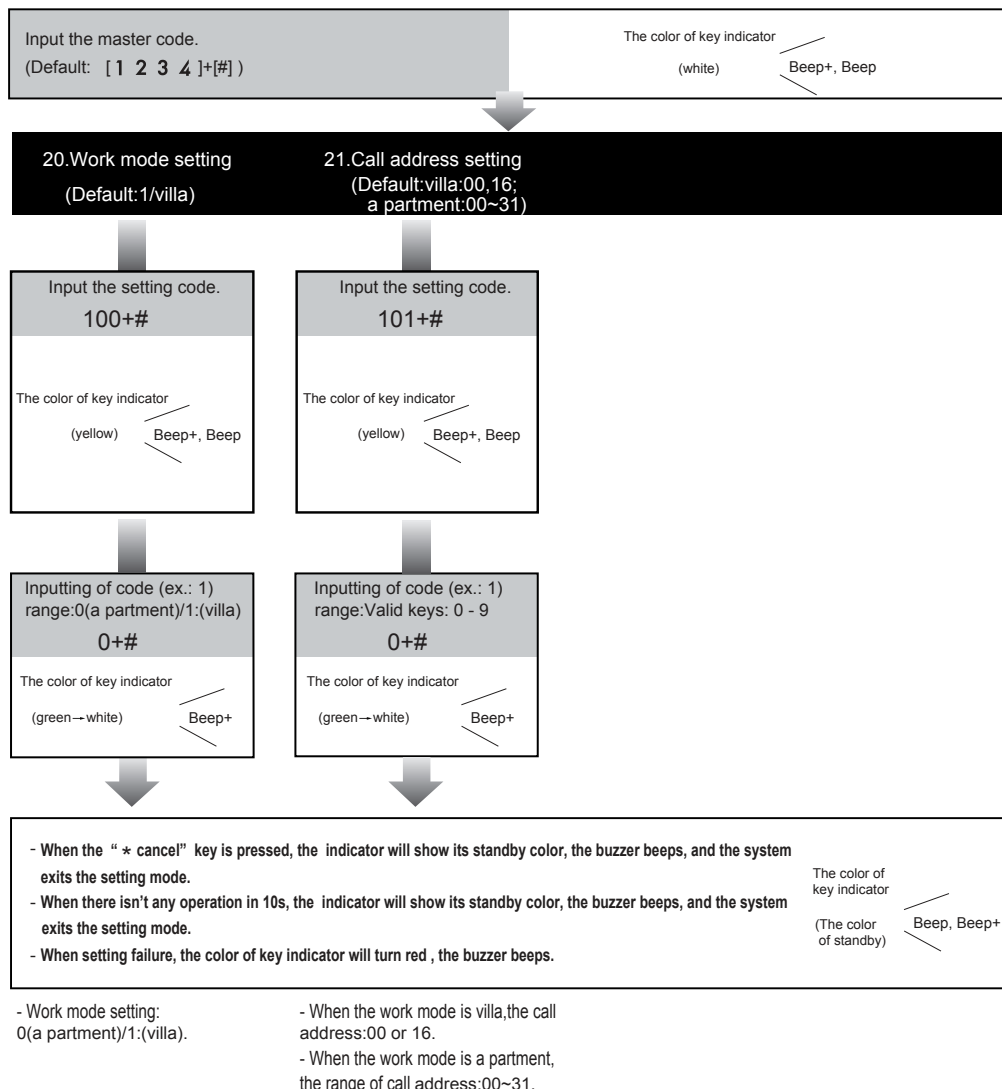 Input the master code.
(Default: [ 1 2 3 4 ]+[#] )
The color of key indicator
(white)
Beep+, Beep
20.Work mode setting
(Default:1/villa)
21.Call address setting
(Default:villa:00,16;
a partment:00~31)
Input the setting code.
100+#
The color of key indicator
(yellow)
Beep+, Beep
Input the setting code.
101+#
The color of key indicator
(yellow)
Beep+, Beep
Inputting of code (ex.: 1)
range:0(a partment)/1:(villa)
0+#
The color of key indicator
(green→white)
Beep+
Inputting of code (ex.: 1)
range:Valid keys: 0 - 9
0+#
The color of key indicator
(green→white)
Beep+
- When the “ * cancel” key is pressed, the indicator will show its standby color, the buzzer beeps, and the system
exits the setting mode.
- When there isn’t any operation in 10s, the indicator will show its standby color, the buzzer beeps, and the system
exits the setting mode.
- When setting failure, the color of key indicator will turn red , the buzzer beeps.
The color of
key indicator
(The color
of standby)
Beep, Beep+
- Work mode setting:
0(a partment)/1:(villa).
- When the work mode is villa,the call
address:00 or 16.
- When the work mode is a partment,
the range of call address:00~31.